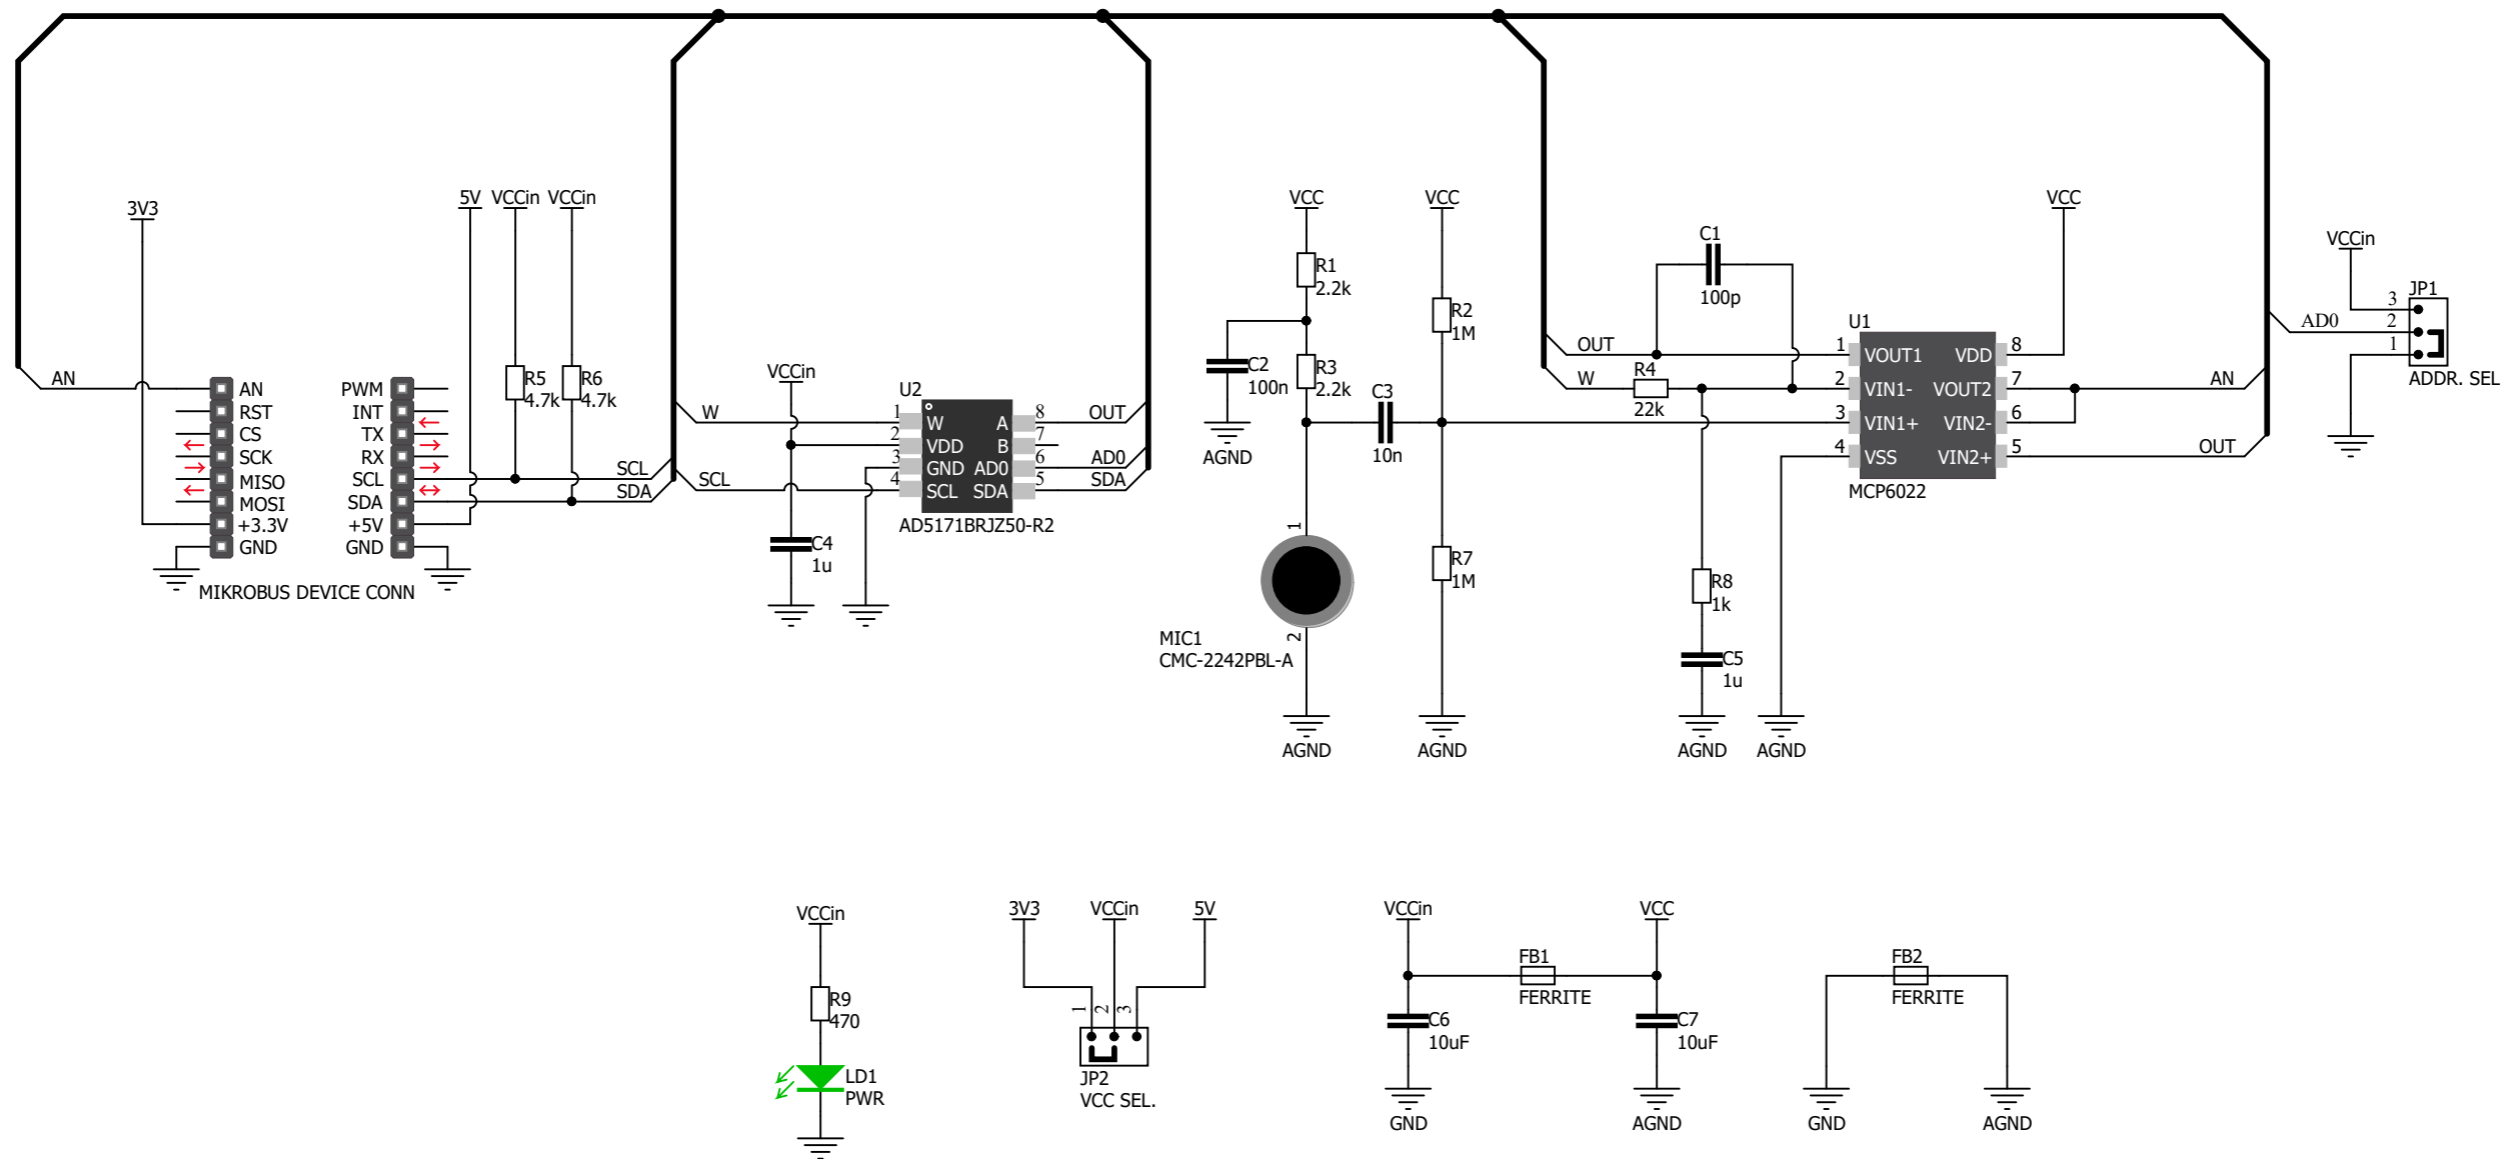 3V3
5V
VCCin
VCCin
AN
AN
RST
CS
SCK
MISO
MOSI
+3.3V
GND
PWM
INT
TX
RX
SCL
SDA
+5V
GND
MIKROBUS DEVICE CONN
R5
4.7k
R6
4.7k
SCL
SDA
W
SCL
VCCin
C4
1u
U2
1
2
3
4
W
VDD
GND
SCL
A
B
AD0
SDA
8
7
6
5
OUT
AD0
SDA
AD5171BRJZ50-R2
VCC
R1
2.2k
C2
100n
AGND
R3
2.2k
C3
10n
1
2
MIC1
CMC-2242PBL-A
AGND
VCC
R2
1M
R7
1M
AGND
OUT
W
C1
100p
R4
22k
R8
1k
C5
1u
AGND
AGND
U1
1
2
3
4
VOUT1
VIN1-
VIN1+
VSS
VDD
VOUT2
VIN2-
VIN2+
8
7
6
5
MCP6022
VCC
AN
OUT
VCCin
JP1
3
2
1
AD0
ADDR. SEL
VCCin
R9
470
LD1
PWR
3V3
VCCin
5V
1
2
3
JP2
VCC SEL.
VCCin
C6
10uF
GND
FB1
FERRITE
VCC
C7
10uF
AGND
FB2
FERRITE
GND
AGND